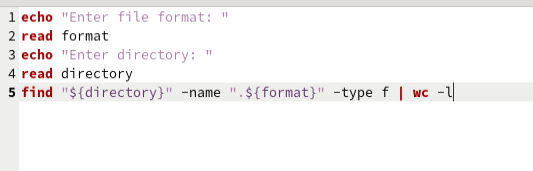 1 echo "Enter file format: "
2 read format
3 echo "Enter directory: "
4 read directory
5 find "${directory}" -name ".${format}" -type f | wc -l